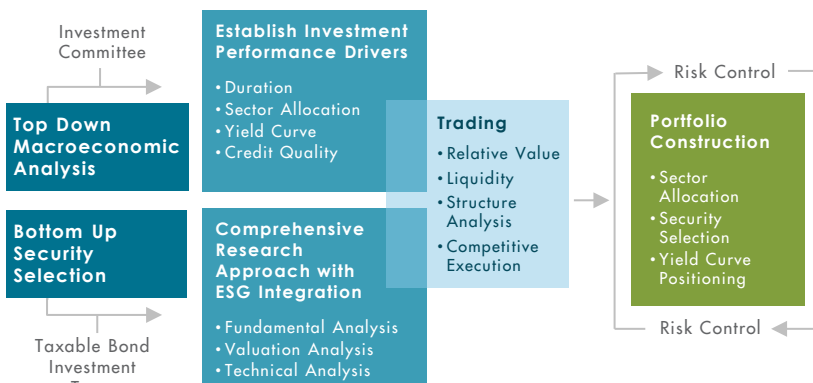 Investment
Committee
Top Down
Macroeconomic
Analysis
Bottom Up
Security
Selection
Taxable Bond
Investment
Establish Investment
Performance Drivers
• Duration
• Sector Allocation
• Yield Curve
• Credit Quality
Comprehensive
Research
Approach with
ESG Integration
• Fundamental Analysis
• Valuation Analysis
• Technical Analysis
Trading
• Relative Value
• Liquidity
• Structure
Analysis
• Competitive
Execution
Risk Control
Portfolio
Construction
• Sector
Allocation
• Security
Selection
• Yield Curve
Positioning
Risk Control